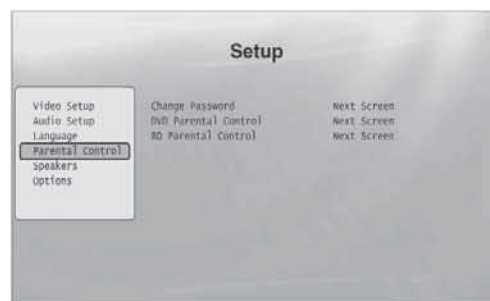 Setup
Video Setup
Audio Setup
Language
Parental Control
Speakers
Options
Change Password Next Screen
DVD Parental Control Next Screen
BD Parental Control Next Screen